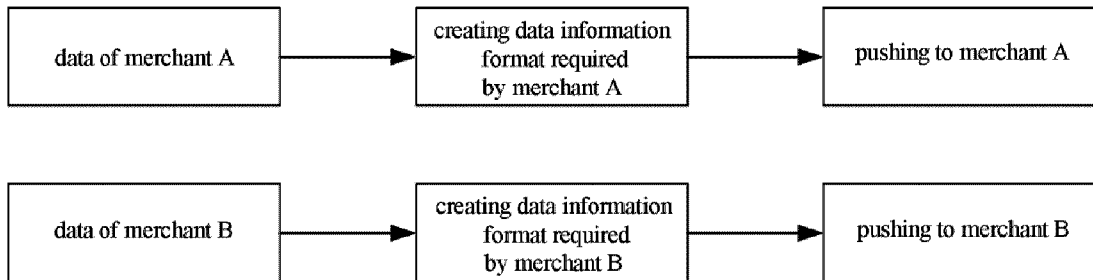 data of merchant A
creating data information
format required
by merchant A
pushing to merchant A
data of merchant B
creating data information
format required
by merchant B
pushing to merchant B